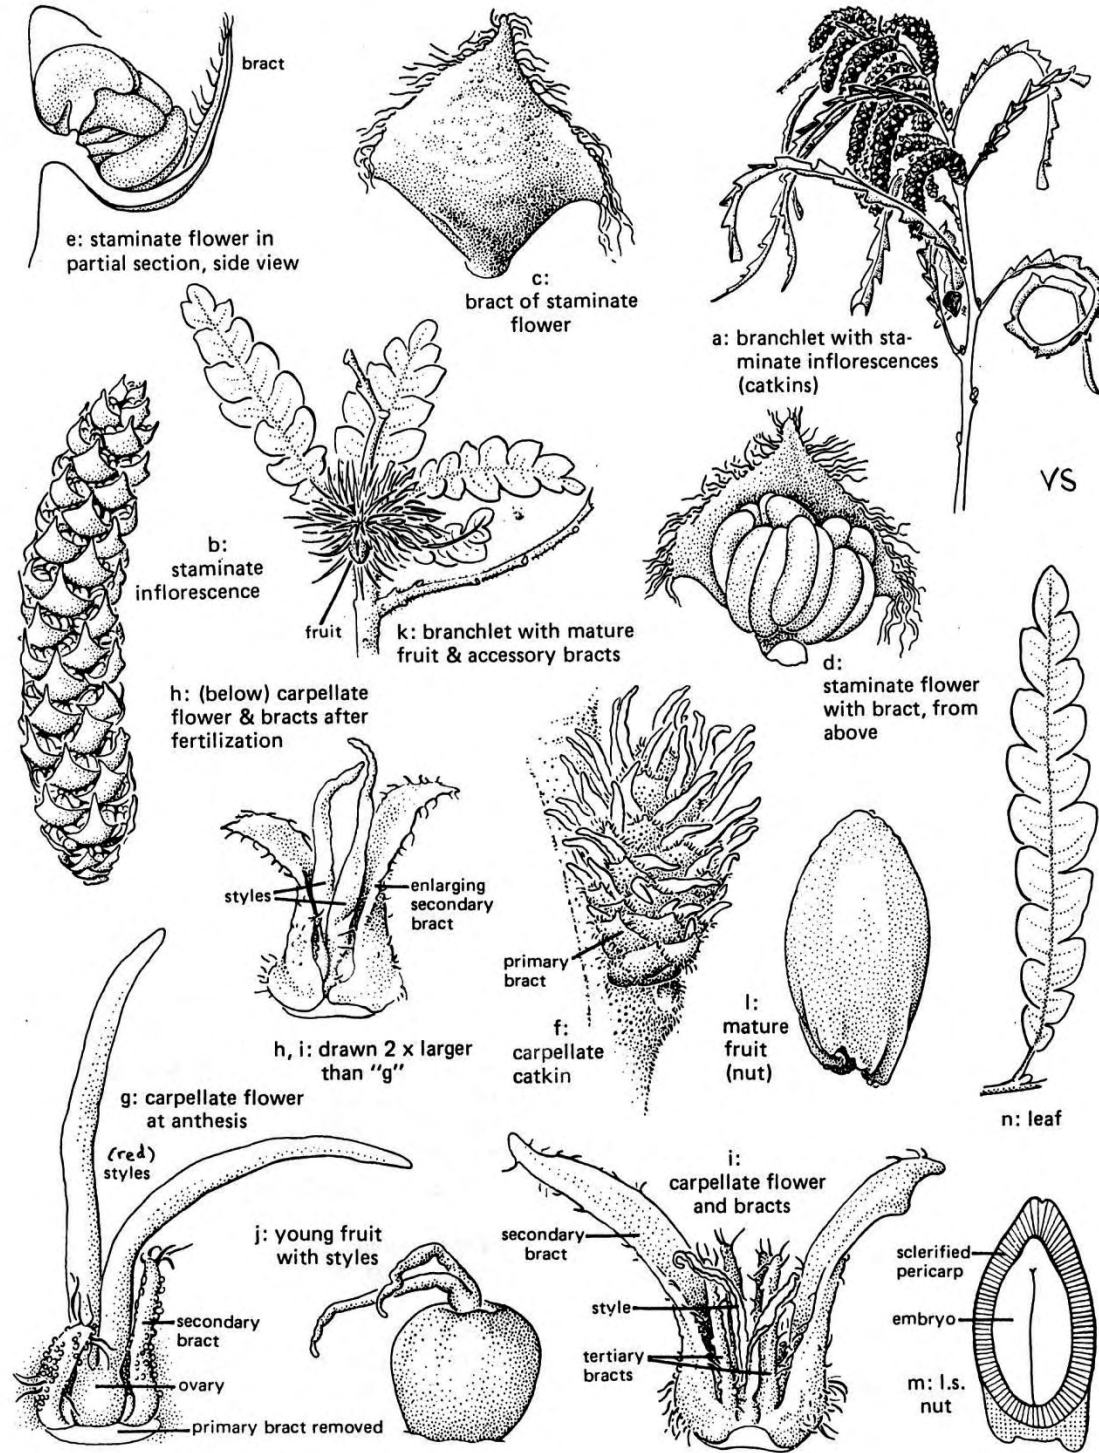 bract
e: staminate flower in
partial section, side view
c:
bract of staminate
flower
a: branchlet with sta-
minate inflorescences
(catkins)
VS
b:
staminate
inflorescence
fruit
k: branchlet with mature
fruit & accessory bracts
d:
staminate flower
with bract, from
above
h: (below) carpellate
flower & bracts after
fertilization
styles
enlarging
secondary
bract
primary
bract
f:
carpellate
catkin
l:
mature
fruit
(nut)
h, i: drawn 2 x larger
than "g"
n: leaf
g: carpellate flower
at anthesis
(red)
styles
secondary
bract
ovary
primary bract removed
j: young fruit
with styles
i:
carpellate flower
and bracts
secondary
bract
style
tertiary
bracts
sclerified
pericarp
embryo
m: l.s.
nut